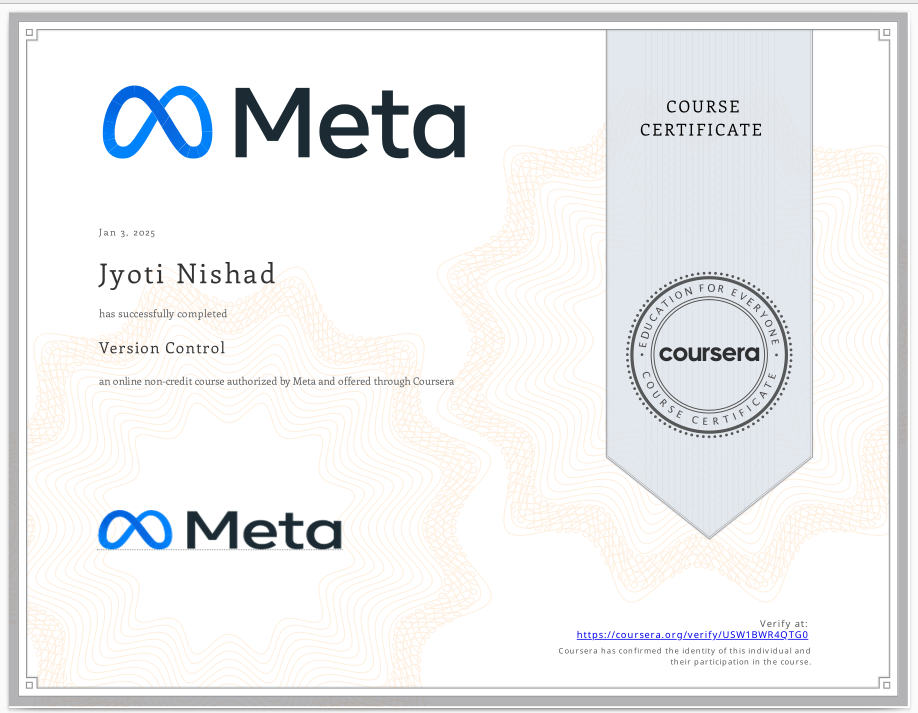 Meta
COURSE
CERTIFICATE
Jan 3, 2025
Jyoti Nishad
has successfully completed
Version Control
an online non-credit course authorized by Meta and offered through Coursera
EDUCATION FOR EVERYONE
coursera
COURSE CERTIFICATE
Meta
Verify at:
https://coursera.org/verify/USW1BWR4QTG0
Coursera has confirmed the identity of this individual and
their participation in the course.